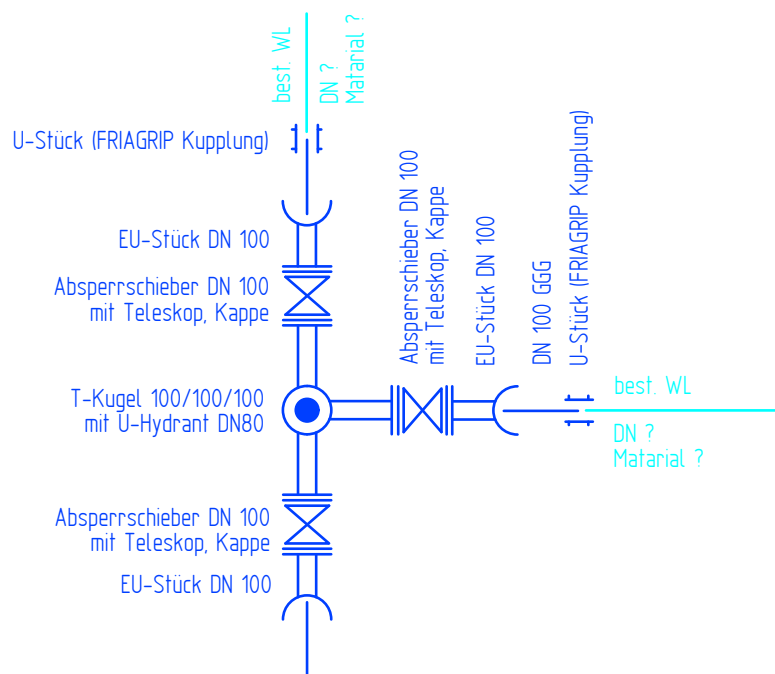 best. WL
DN ?
Matarial ?
U-Stück (FRIAGRIP Kupplung)
EU-Stück DN 100
Absperrschieber DN 100
mit Teleskop, Kappe
T-Kugel 100/100/100
mit U-Hydrant DN80
Absperrschieber DN 100
mit Teleskop, Kappe
EU-Stück DN 100
Absperrschieber DN 100
mit Teleskop, Kappe
EU-Stück DN 100
DN 100 GGG
U-Stück (FRIAGRIP Kupplung)
best. WL
DN ?
Matarial ?